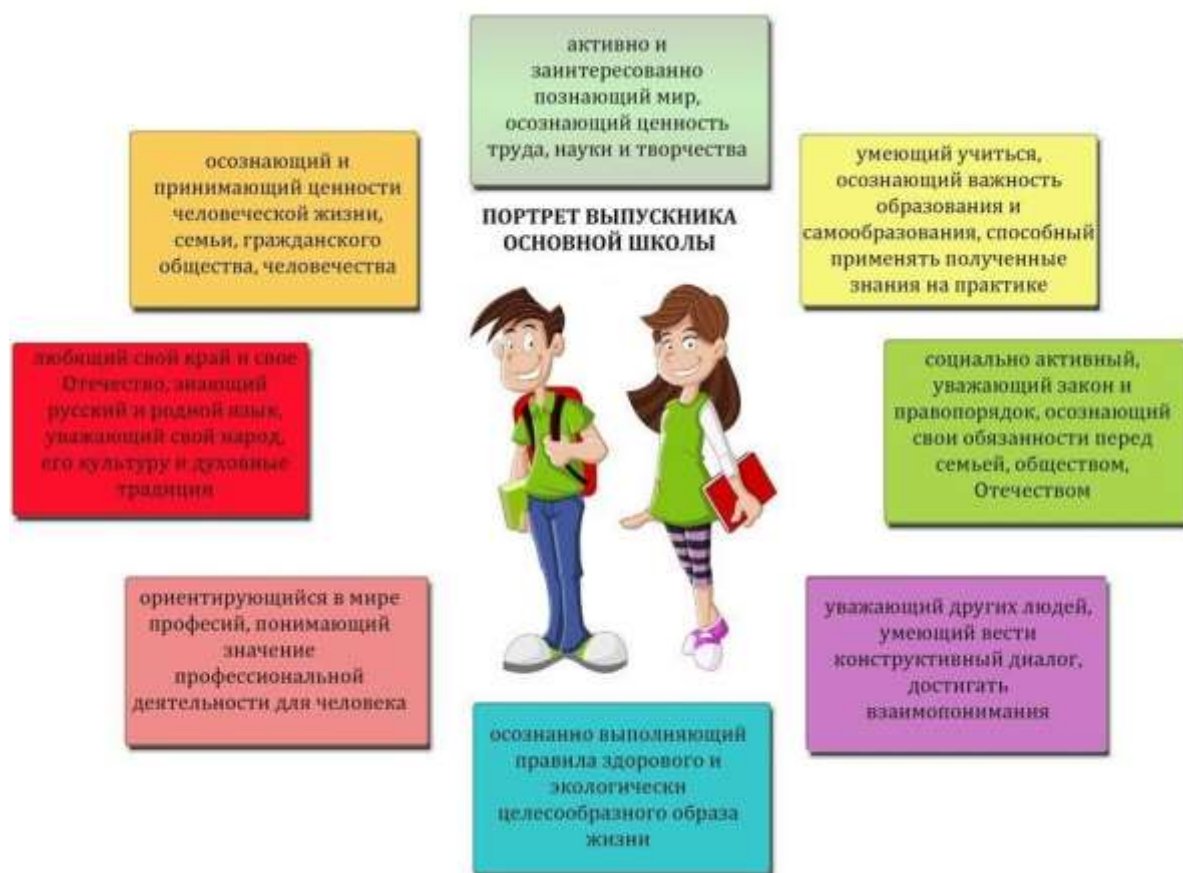 активно и
заинтересованно
познающий мир,
осознающий ценность
труда, науки и творчества
осознающий и
принимающий ценности
человеческой жизни,
семьи, гражданского
общества, человечества
ПОРТРЕТ ВЫПУСКНИКА
ОСНОВНОЙ ШКОЛЫ
умеющий учиться,
осознающий важность
образования и
самообразования, способный
применять полученные
знания на практике
любящий свой край и свое
Отечество, знающий
русский и родной язык,
уважающий свой народ,
его культуру и духовные
традиции
социально активный,
уважающий закон и
правопорядок, осознающий
свои обязанности перед
семьей, обществом,
Отечеством
ориентирующийся в мире
професий, понимающий
значение
профессиональной
деятельности для человека
уважающий других людей,
умеющий вести
конструктивный диалог,
достигать
взаимопонимания
осознанно выполняющий
правила здорового и
экологически
целесообразного образа
жизни